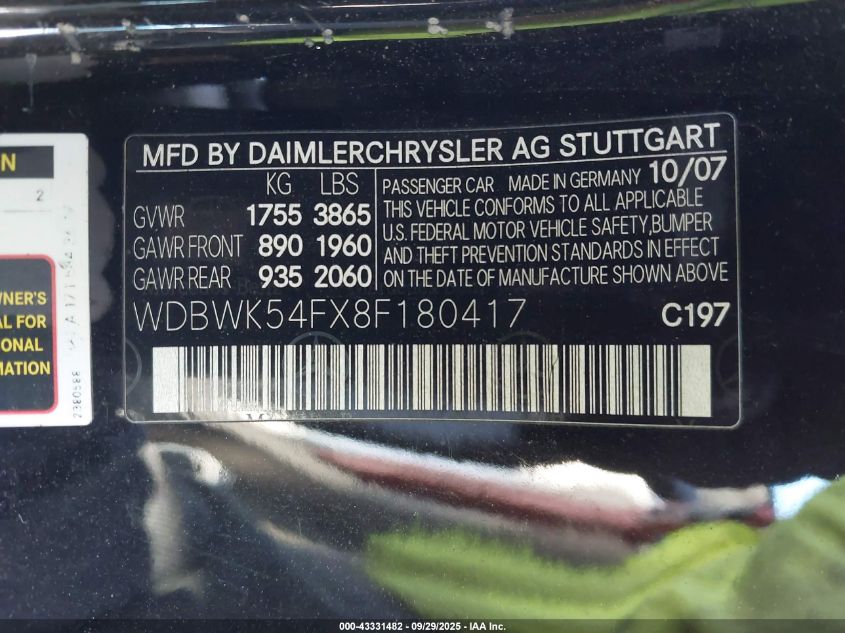 MFD BY DAIMLERCHRYSLER AG STUTTGART
10/07
KG LBS
GVWR 1755 3865
GAWR FRONT 890 1960
GAWR REAR 935 2060
PASSENGER CAR MADE IN GERMANY
THIS VEHICLE CONFORMS TO ALL APPLICABLE
U.S. FEDERAL MOTOR VEHICLE SAFETY, BUMPER
AND THEFT PREVENTION STANDARDS IN EFFECT
ON THE DATE OF MANUFACTURE SHOWN ABOVE
WDBWK54FX8F180417 C197
N
2
WNER'S
AL FOR
ONAL
MATION
2380588
000-43331482 - 09/29/2025 - IAA Inc.